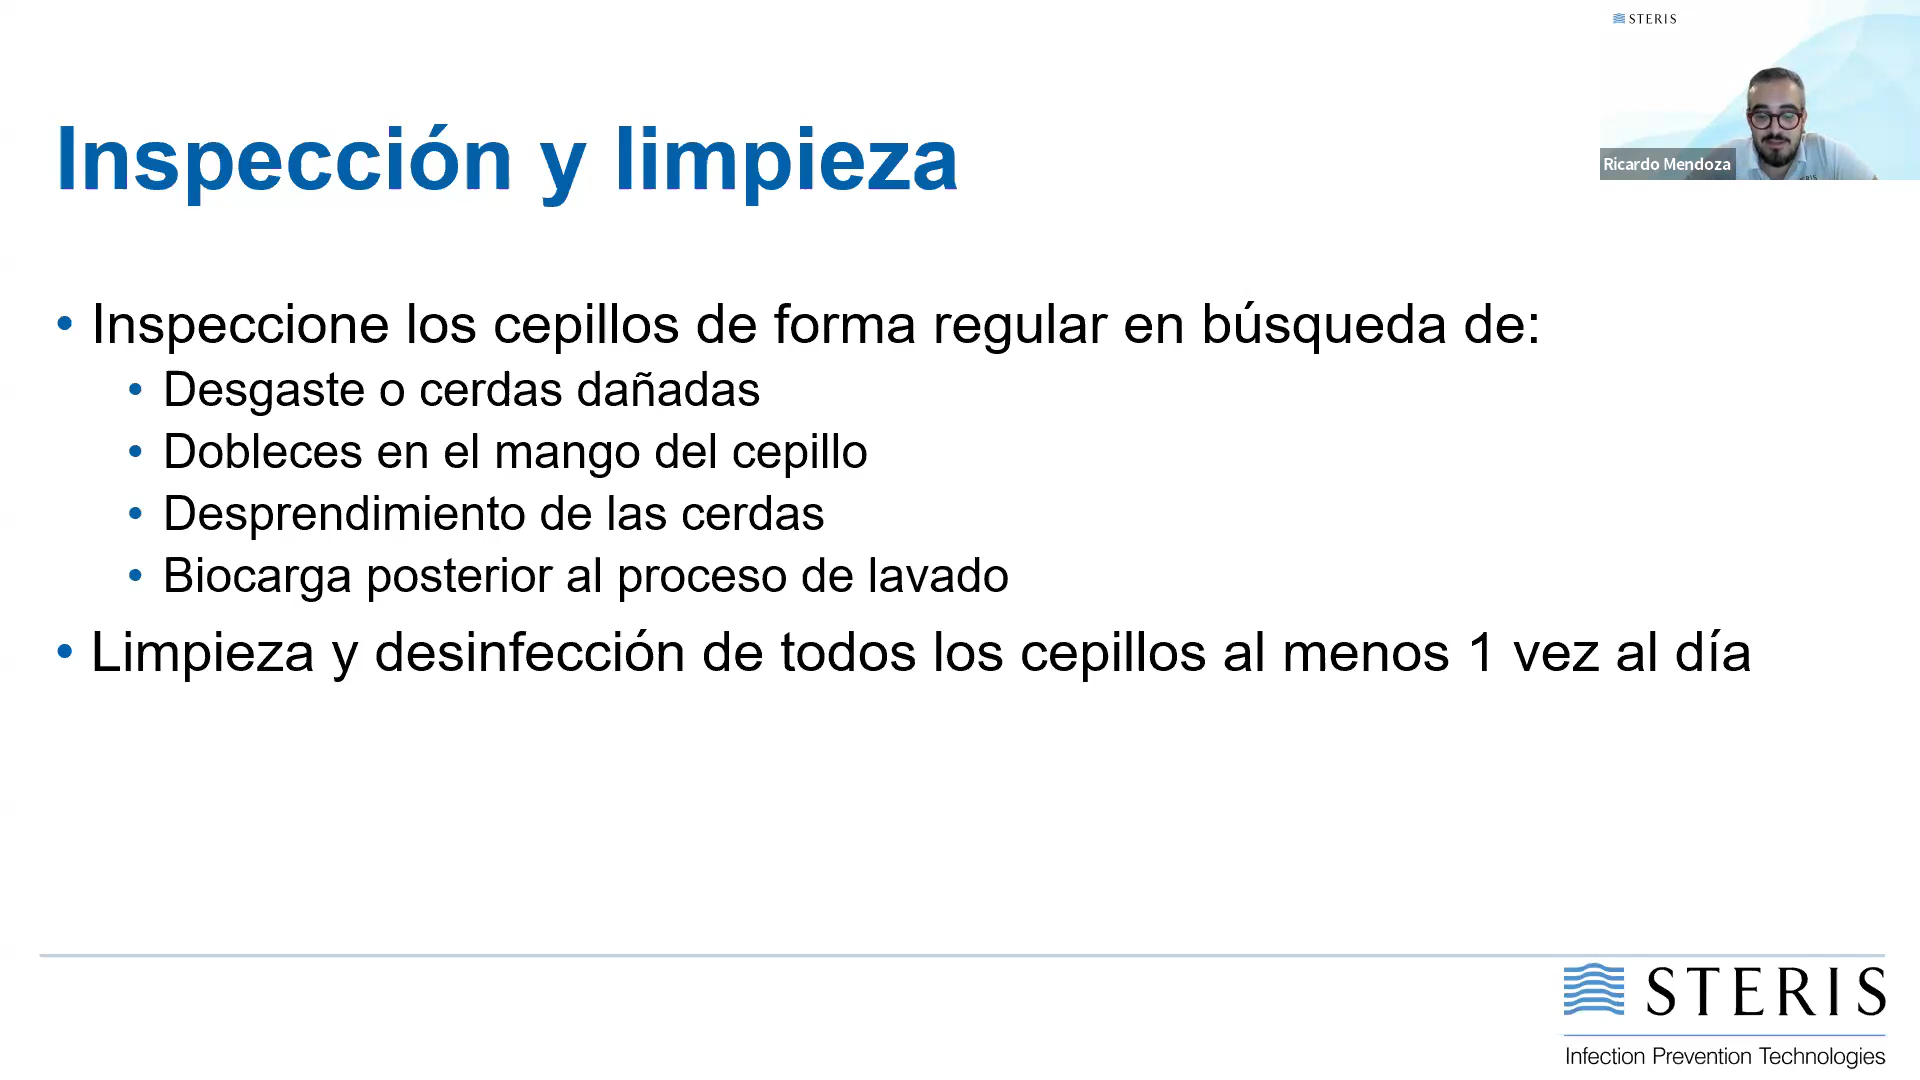 STERIS
Ricardo Mendoza
Inspección y limpieza
• Inspeccione los cepillos de forma regular en búsqueda de:
• Desgaste o cerdas dañadas
• Dobleces en el mango del cepillo
• Desprendimiento de las cerdas
• Biocarga posterior al proceso de lavado
• Limpieza y desinfección de todos los cepillos al menos 1 vez al día
STERIS
Infection Prevention Technologies